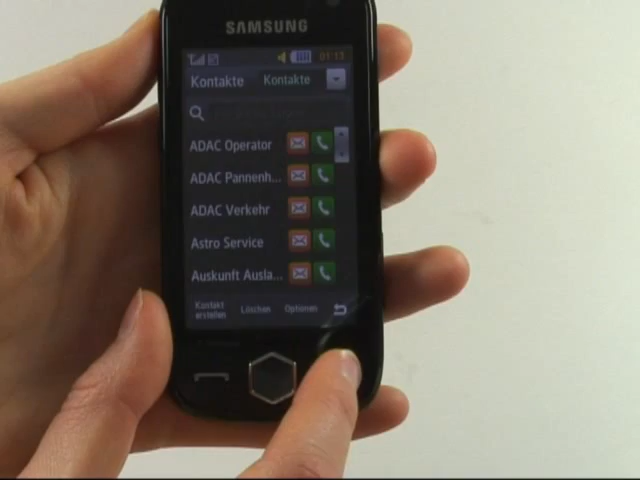 SAMSUNG
01:13
Kontakte Kontakte
ADAC Operator
ADAC Pannenh...
ADAC Verkehr
Astro Service
Auskunft Ausla...
Kontakt erstellen Löschen Optionen